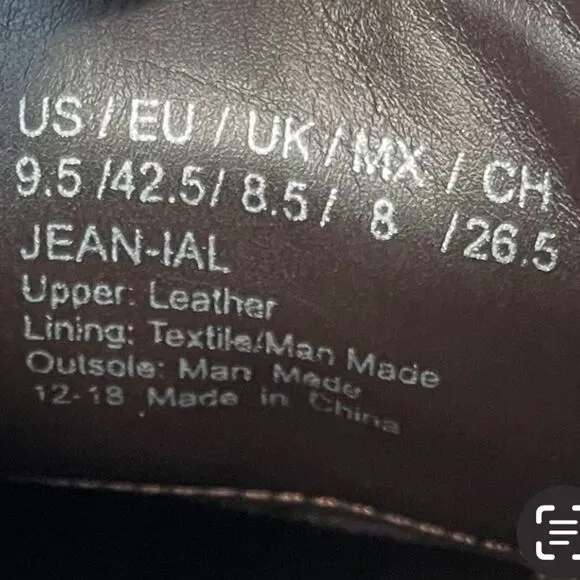 US / EU / UK / MX / CH
9.5 /42.5/ 8.5/ 8 /26.5
JEAN-IAL
Upper: Leather
Lining: Textile/Man Made
Outsole: Man Made
12-18 Made in China